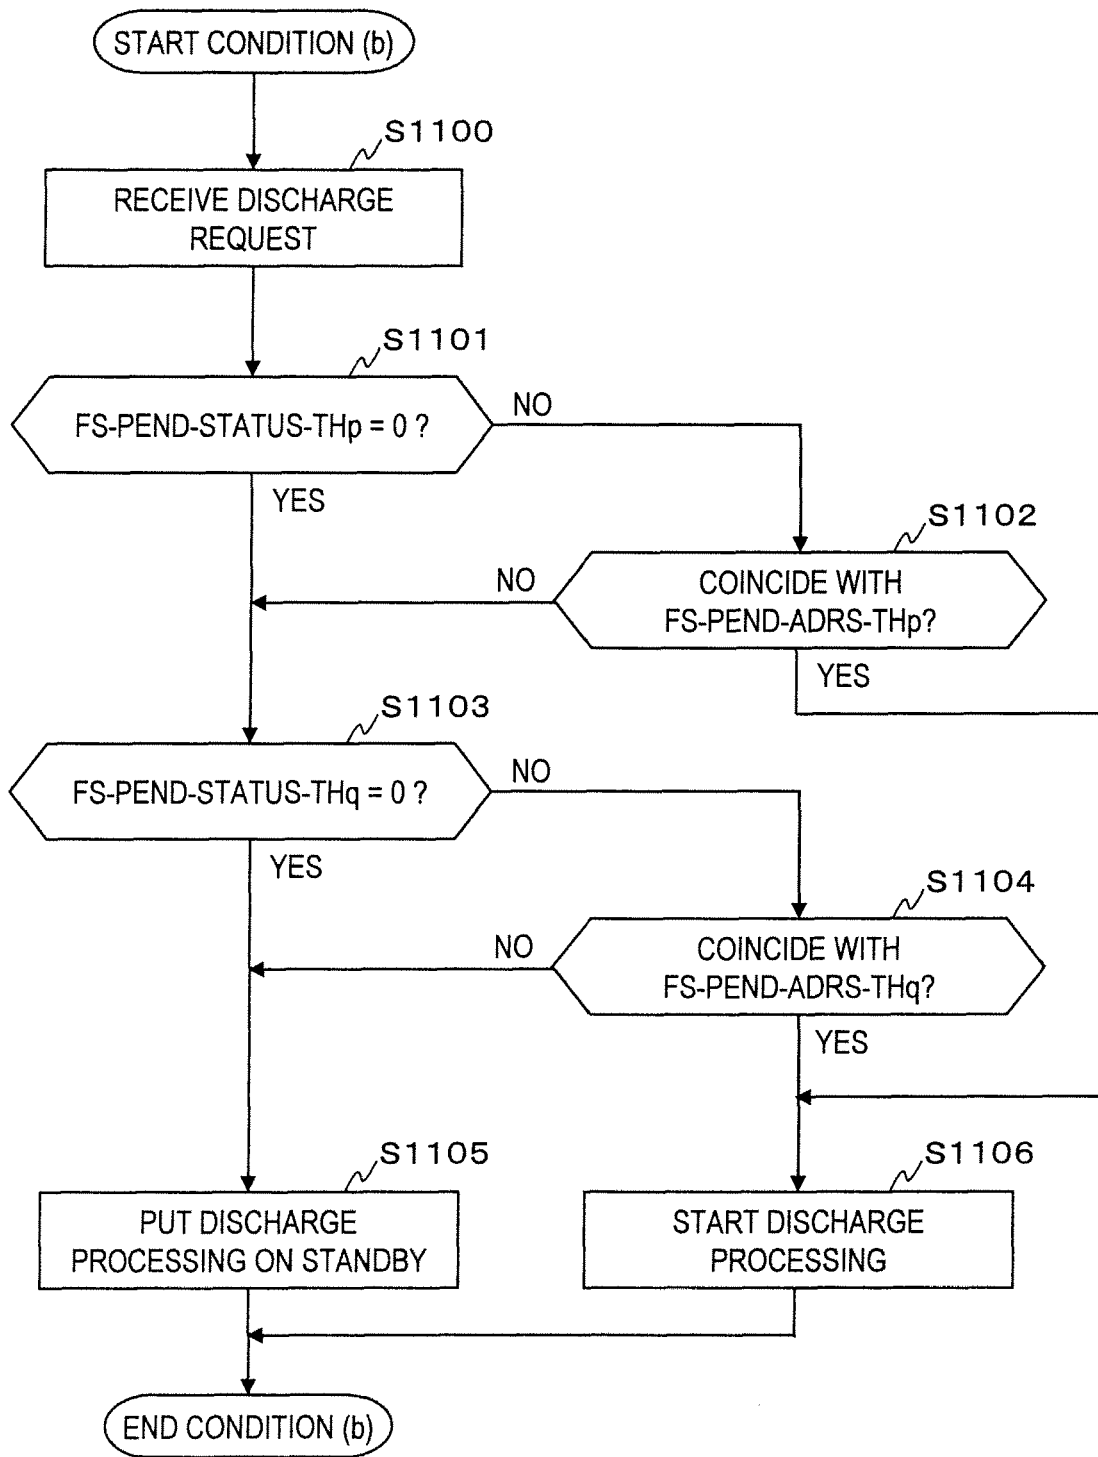 START CONDITION (b)
S1100
RECEIVE DISCHARGE
REQUEST
S1101
FS-PEND-STATUS-THp = 0 ?
NO
YES
S1102
COINCIDE WITH
FS-PEND-ADRS-THp?
NO
YES
S1103
FS-PEND-STATUS-THq = 0 ?
NO
YES
S1104
COINCIDE WITH
FS-PEND-ADRS-THq?
NO
YES
S1105
PUT DISCHARGE
PROCESSING ON STANDBY
S1106
START DISCHARGE
PROCESSING
END CONDITION (b)